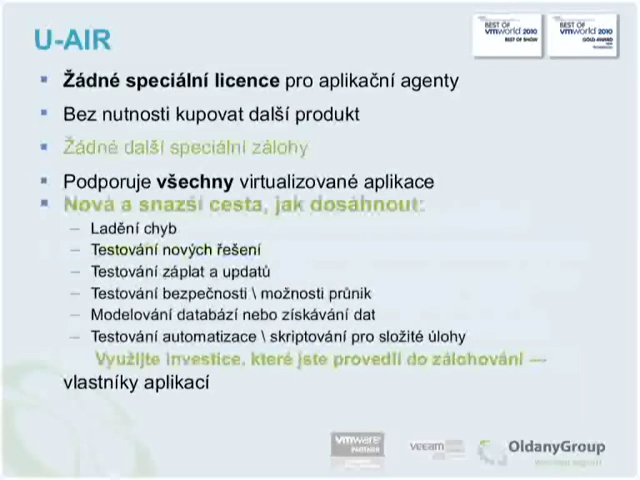 BEST OF
vmworld 2010
BEST OF SHOW
BEST OF
vmworld 2010
GOLD AWARD
U-AIR
Žádné speciální licence pro aplikační agenty
Bez nutnosti kupovat další produkt
Žádné další speciální zálohy
Podporuje všechny virtualizované aplikace
Nová a snazší cesta, jak dosáhnout:
– Ladění chyb
– Testování nových řešení
– Testování záplat a updatů
– Testování bezpečnosti \ možnosti průnik
– Modelování databází nebo získávání dat
– Testování automatizace \ skriptování pro složité úlohy
Využijte investice, které jste provedli do zálohování —
vlastníky aplikací
vmware
PARTNER
veeam
OldanyGroup